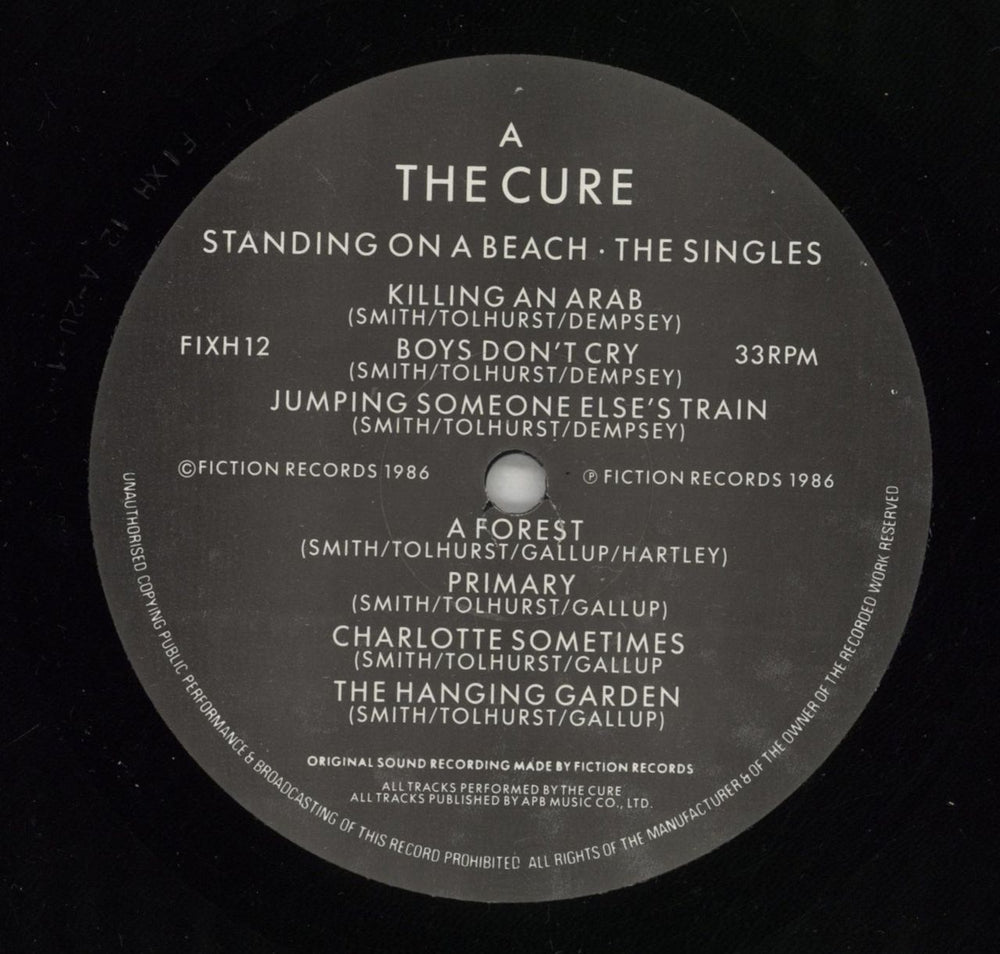 A
THE CURE
STANDING ON A BEACH · THE SINGLES
KILLING AN ARAB
(SMITH/TOLHURST/DEMPSEY)
FIXH12
BOYS DON'T CRY
33RPM
(SMITH/TOLHURST/DEMPSEY)
JUMPING SOMEONE ELSE'S TRAIN
(SMITH/TOLHURST/DEMPSEY)
©FICTION RECORDS 1986
℗ FICTION RECORDS 1986
A FOREST
(SMITH/TOLHURST/GALLUP/HARTLEY)
PRIMARY
(SMITH/TOLHURST/GALLUP)
CHARLOTTE SOMETIMES
(SMITH/TOLHURST/GALLUP
THE HANGING GARDEN
(SMITH/TOLHURST/GALLUP)
ORIGINAL SOUND RECORDING MADE BY FICTION RECORDS
ALL TRACKS PERFORMED BY THE CURE
ALL TRACKS PUBLISHED BY APB MUSIC CO., LTD.
UNAUTHORISED COPYING PUBLIC PERFORMANCE & BROADCASTING OF THIS RECORD PROHIBITED ALL RIGHTS OF THE MANUFACTURER & OF THE OWNER OF THE RECORDED WORK RESERVED
FIXH 12 A-2U-1